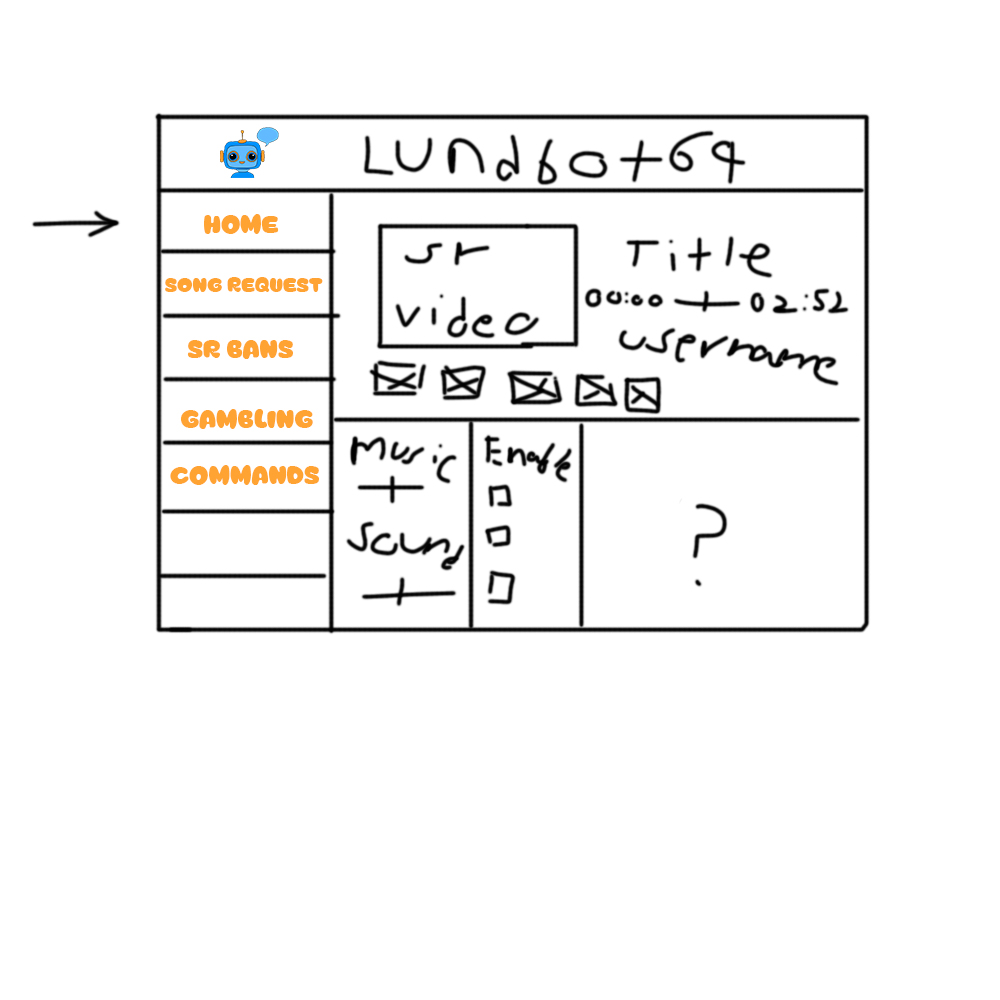 Lundbot64
HOME
SONG REQUEST
SR BANS
GAMBLING
COMMANDS
sr
video
Title
00:00 02:52
username
Music
Sound
Enable
?